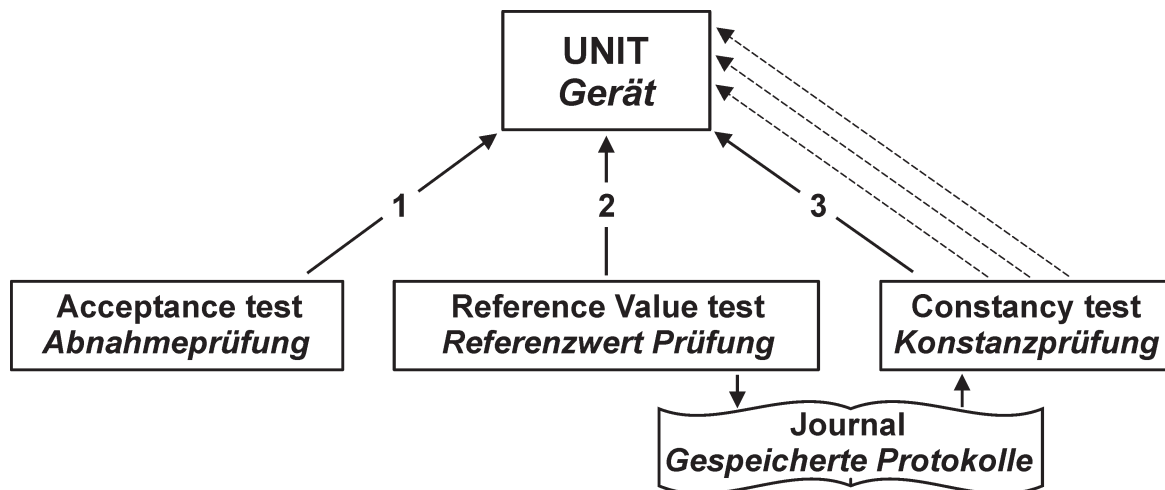 UNIT
Gerät
1
2
3
Acceptance test
Abnahmeprüfung
Reference Value test
Referenzwert Prüfung
Constancy test
Konstanzprüfung
Journal
Gespeicherte Protokolle